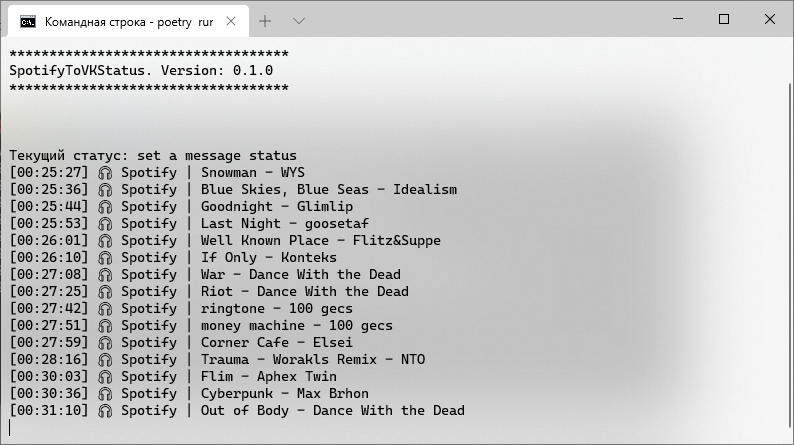 Командная строка - poetry rur
***********************************
SpotifyToVKStatus. Version: 0.1.0
***********************************
Текущий статус: set a message status
[00:25:27] 🎧 Spotify | Snowman - WYS
[00:25:36] 🎧 Spotify | Blue Skies, Blue Seas - Idealism
[00:25:44] 🎧 Spotify | Goodnight - Glimlip
[00:25:53] 🎧 Spotify | Last Night - goosetaf
[00:26:01] 🎧 Spotify | Well Known Place - Flitz&Suppe
[00:26:10] 🎧 Spotify | If Only - Konteks
[00:27:08] 🎧 Spotify | War - Dance With the Dead
[00:27:25] 🎧 Spotify | Riot - Dance With the Dead
[00:27:42] 🎧 Spotify | ringtone - 100 gecs
[00:27:51] 🎧 Spotify | money machine - 100 gecs
[00:27:59] 🎧 Spotify | Corner Cafe - Elsei
[00:28:16] 🎧 Spotify | Trauma - Worakls Remix - NTO
[00:30:03] 🎧 Spotify | Flim - Aphex Twin
[00:30:36] 🎧 Spotify | Cyberpunk - Max Brhon
[00:31:10] 🎧 Spotify | Out of Body - Dance With the Dead